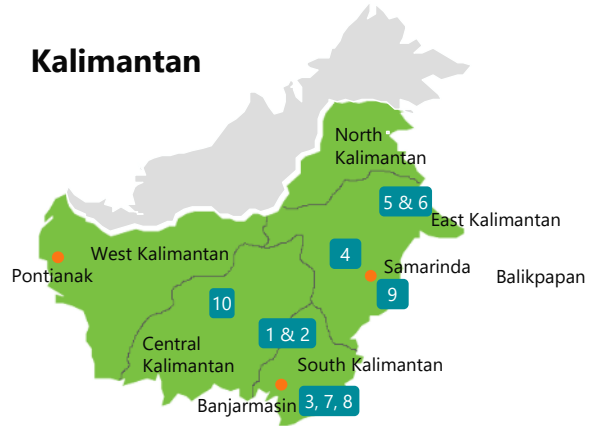 Kalimantan
North
Kalimantan
5 & 6
East Kalimantan
West Kalimantan
4
Samarinda
Pontianak
Balikpapan
9
10
1 & 2
Central
Kalimantan
South Kalimantan
Banjarmasin
3, 7, 8